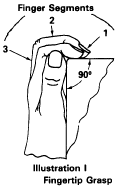 Finger Segments
2
1
3
90°
Illustration I
Fingertip Grasp